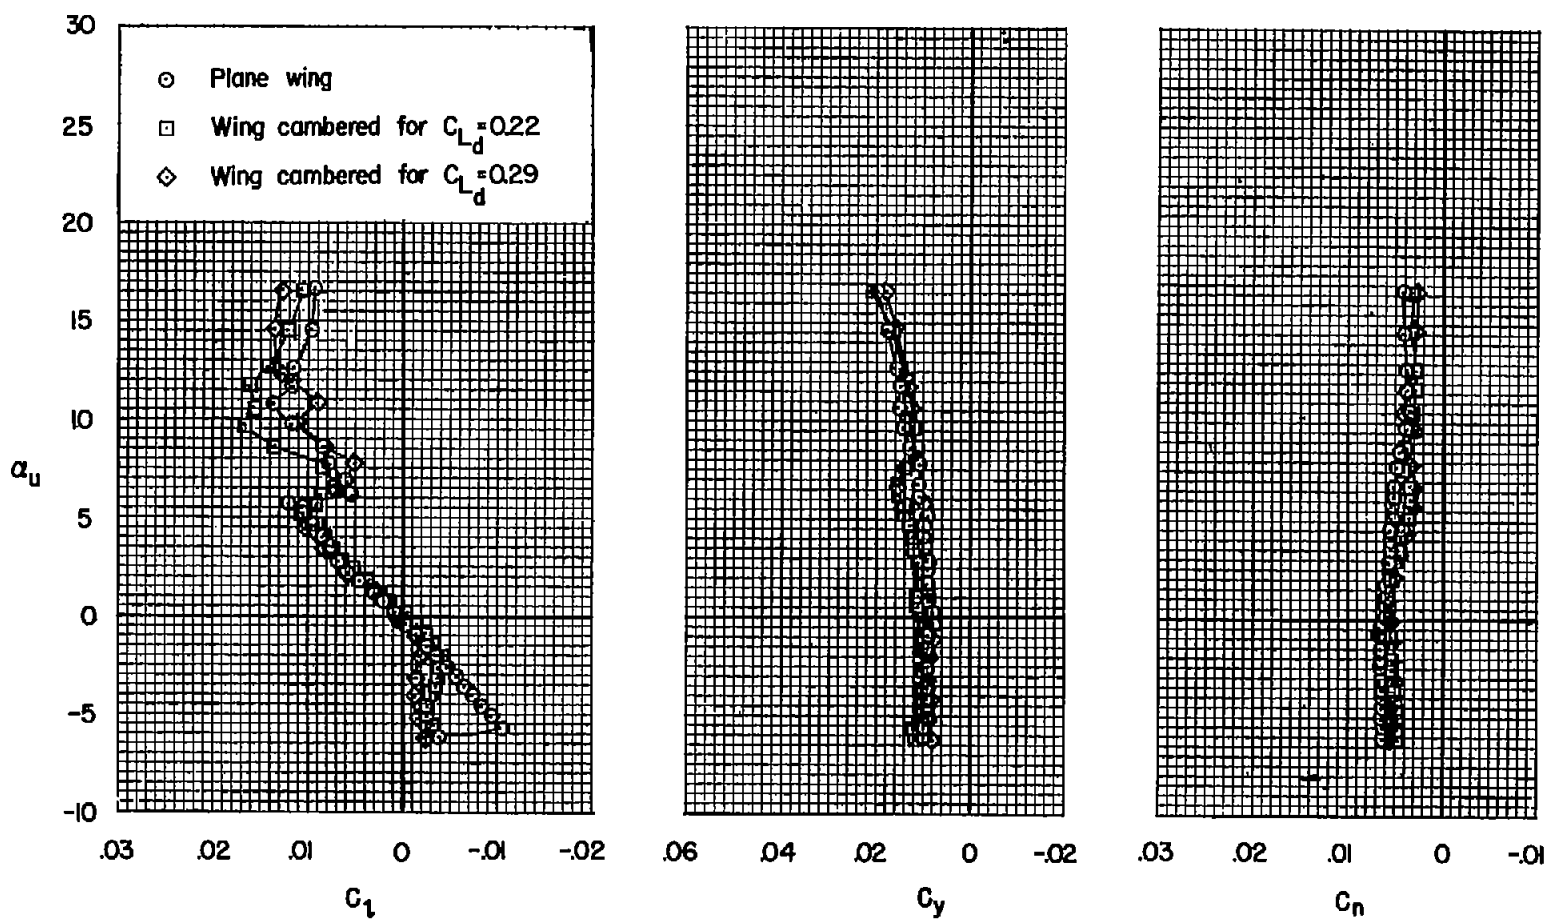 30
Plane wing
25
Wing cambered for C_L_d=0.22
Wing cambered for C_L_d=0.29
20
15
10
α_u
5
0
-5
-10
.03 .02 .01 0 -.01 -.02
.06 .04 .02 0 -.02
.03 .02 .01 0 -.01
C_l
C_y
C_n